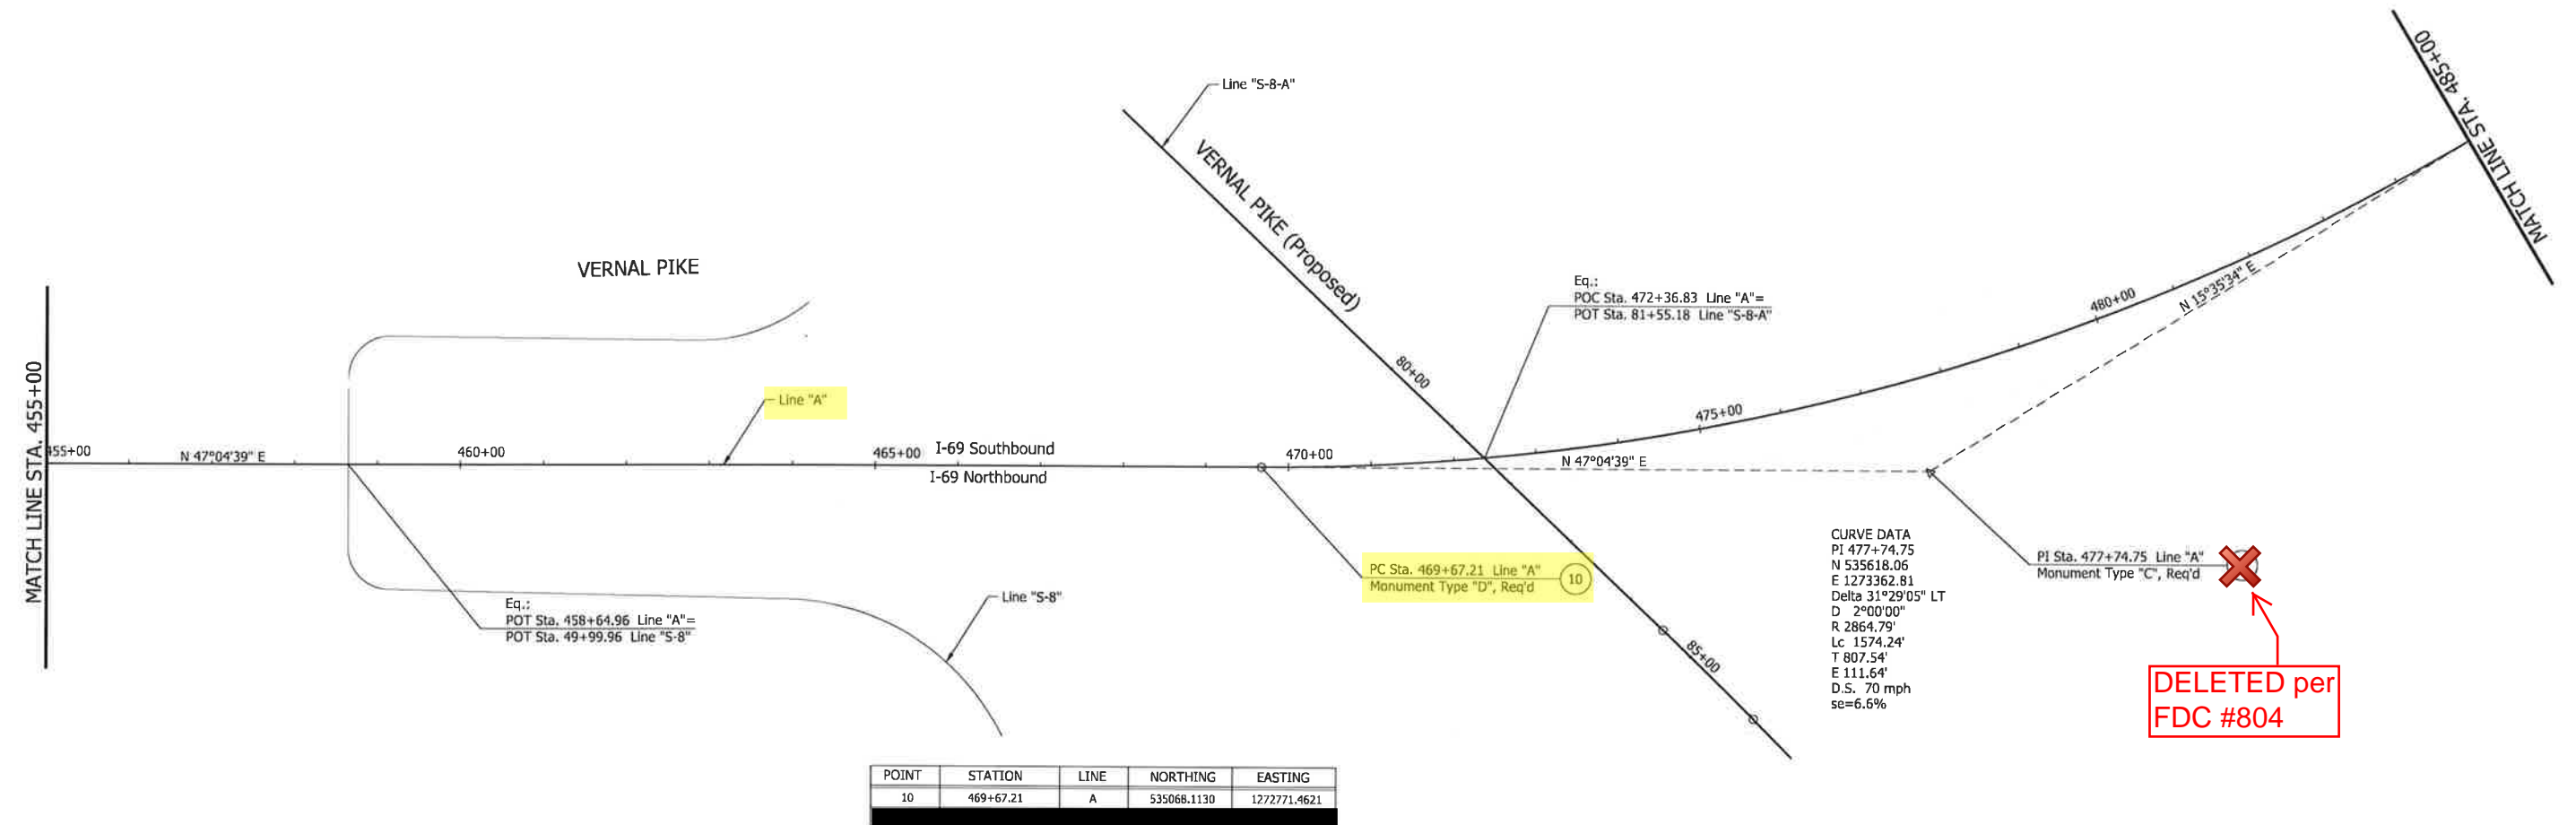 Line "S-8-A"
VERNAL PIKE (Proposed)
VERNAL PIKE
MATCH LINE STA. 455+00
MATCH LINE STA. 485+00
Eq.:
POC Sta. 472+36.83 Line "A"=
POT Sta. 81+55.18 Line "S-8-A"
480+00
N 15°35'34" E
80+00
Line "A"
475+00
455+00
N 47°04'39" E
460+00
465+00
I-69 Southbound
I-69 Northbound
470+00
N 47°04'39" E
PC Sta. 469+67.21 Line "A"
Monument Type "D", Req'd
10
CURVE DATA
PI 477+74.75
N 535618.06
E 1273362.81
Delta 31°29'05" LT
D 2°00'00"
R 2864.79'
Lc 1574.24'
T 807.54'
E 111.64'
D.S. 70 mph
se=6.6%
PI Sta. 477+74.75 Line "A"
Monument Type "C", Req'd
DELETED per
FDC #804
Eq.:
POT Sta. 458+64.96 Line "A"=
POT Sta. 49+99.96 Line "S-8"
Line "S-8"
85+00
POINT STATION LINE NORTHING EASTING
10 469+67.21 A 535068.1130 1272771.4621